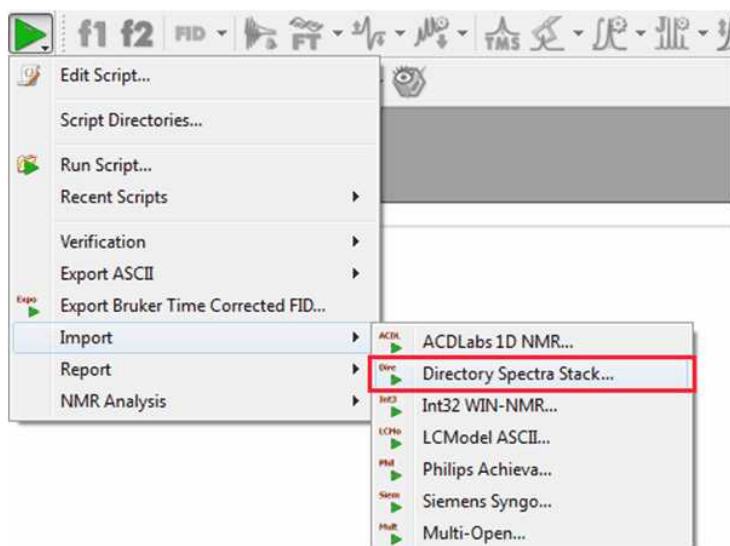 f1 f2 FID FT TMS
Edit Script...
Script Directories...
Run Script...
Recent Scripts
Verification
Export ASCII
Expo Export Bruker Time Corrected FID...
Import
ACDL ACDLabs 1D NMR...
Dire Directory Spectra Stack...
Report
Int3 Int32 WIN-NMR...
NMR Analysis
LCMo LCModel ASCII...
Phil Philips Achieva...
Siem Siemens Syngo...
Mult Multi-Open...